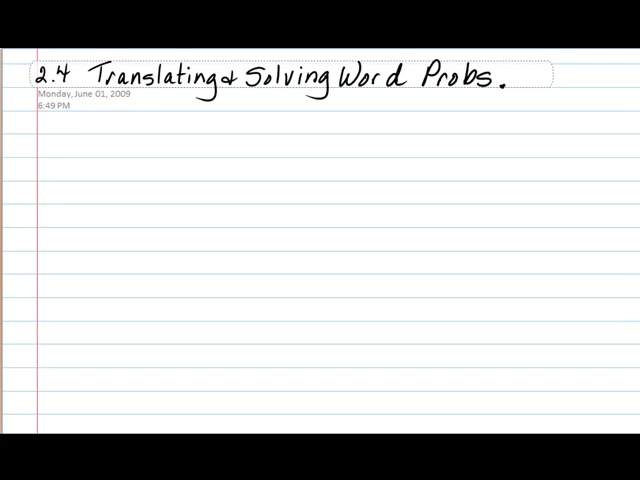 2.4 Translating & Solving Word Probs.
Monday, June 01, 2009
6:49 PM